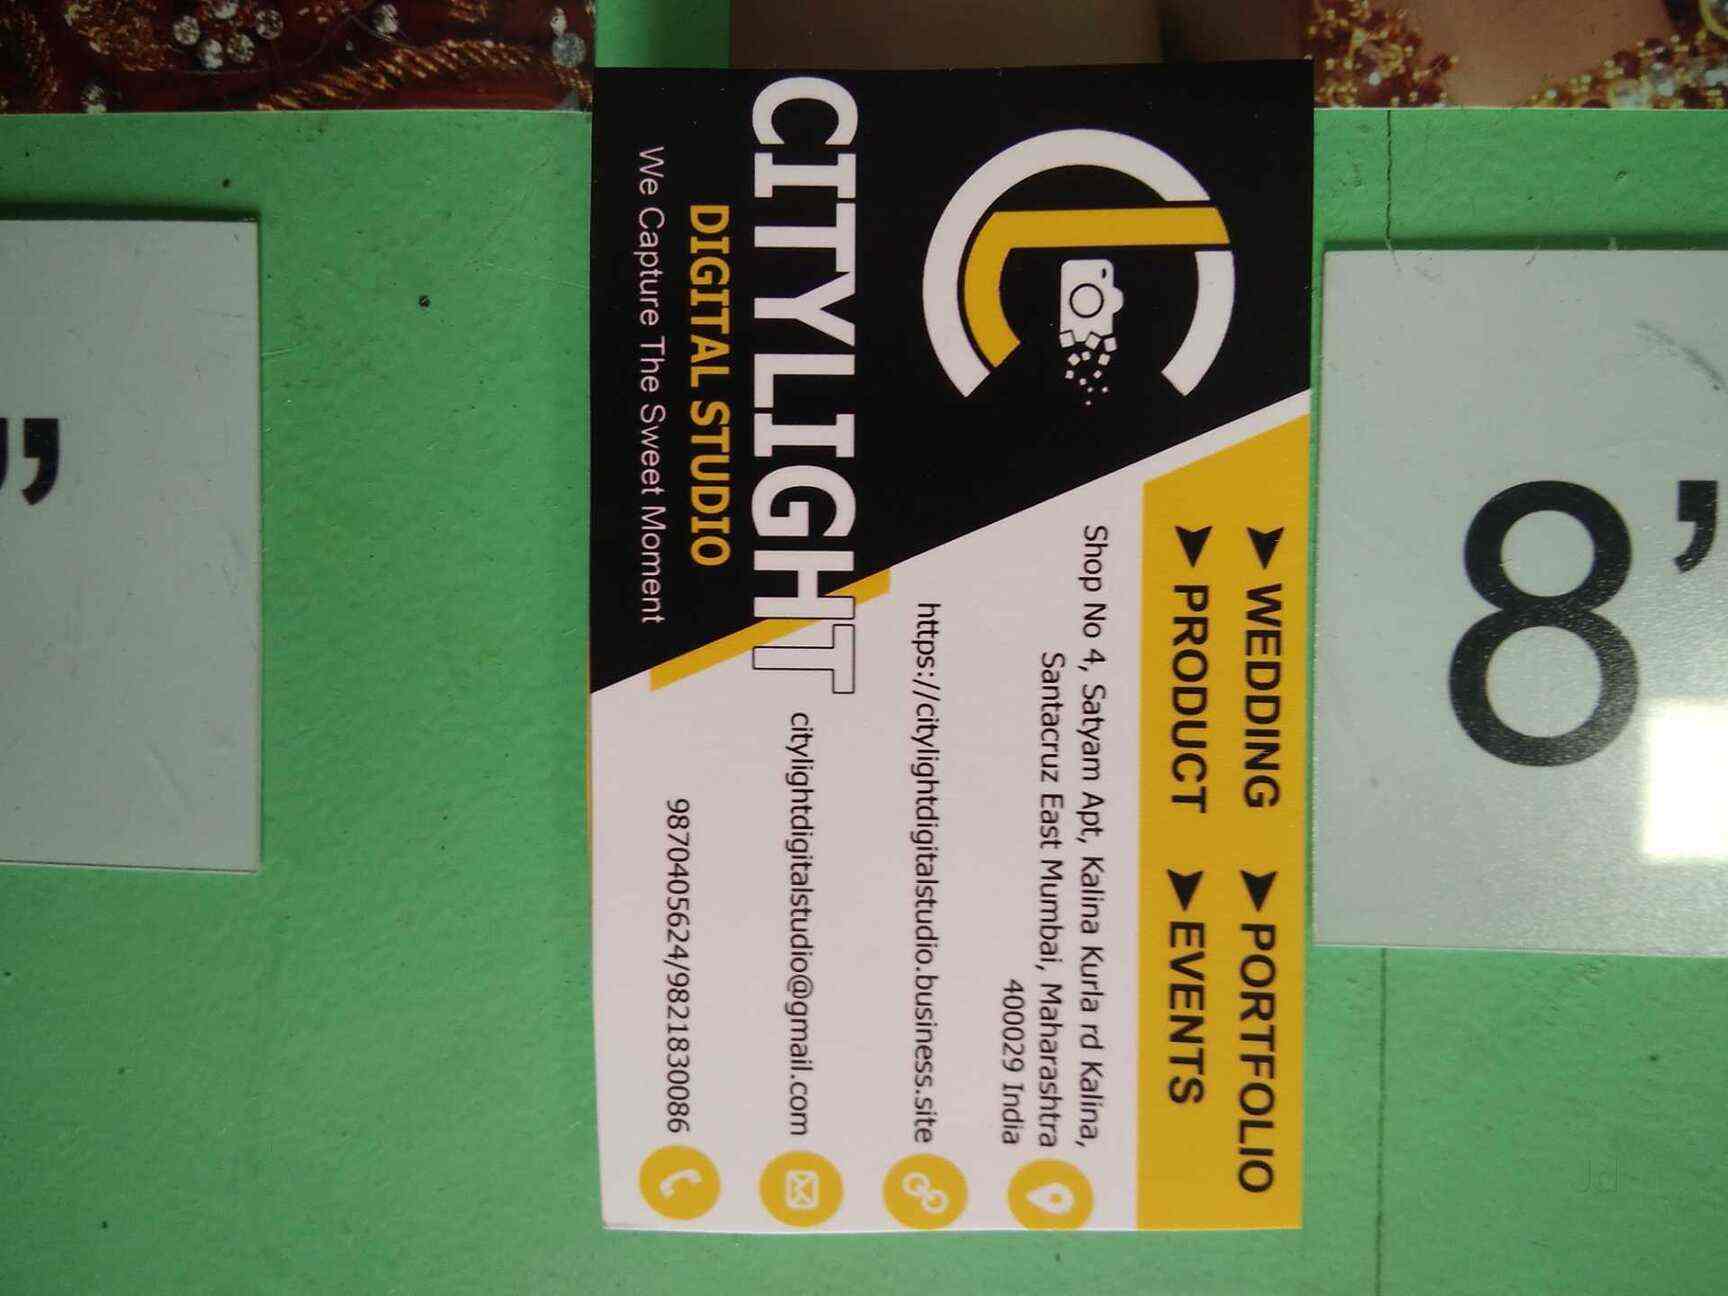 CITYLIGHT
DIGITAL STUDIO
We Capture The Sweet Moment
➤ WEDDING ➤ PORTFOLIO
➤ PRODUCT ➤ EVENTS
Shop No 4, Satyam Apt, Kalina Kurla rd Kalina,
Santacruz East Mumbai, Maharashtra
400029 India
https://citylightdigitalstudio.business.site
citylightdigitalstudio@gmail.com
9870405624/9821830086
8’
”
Jd